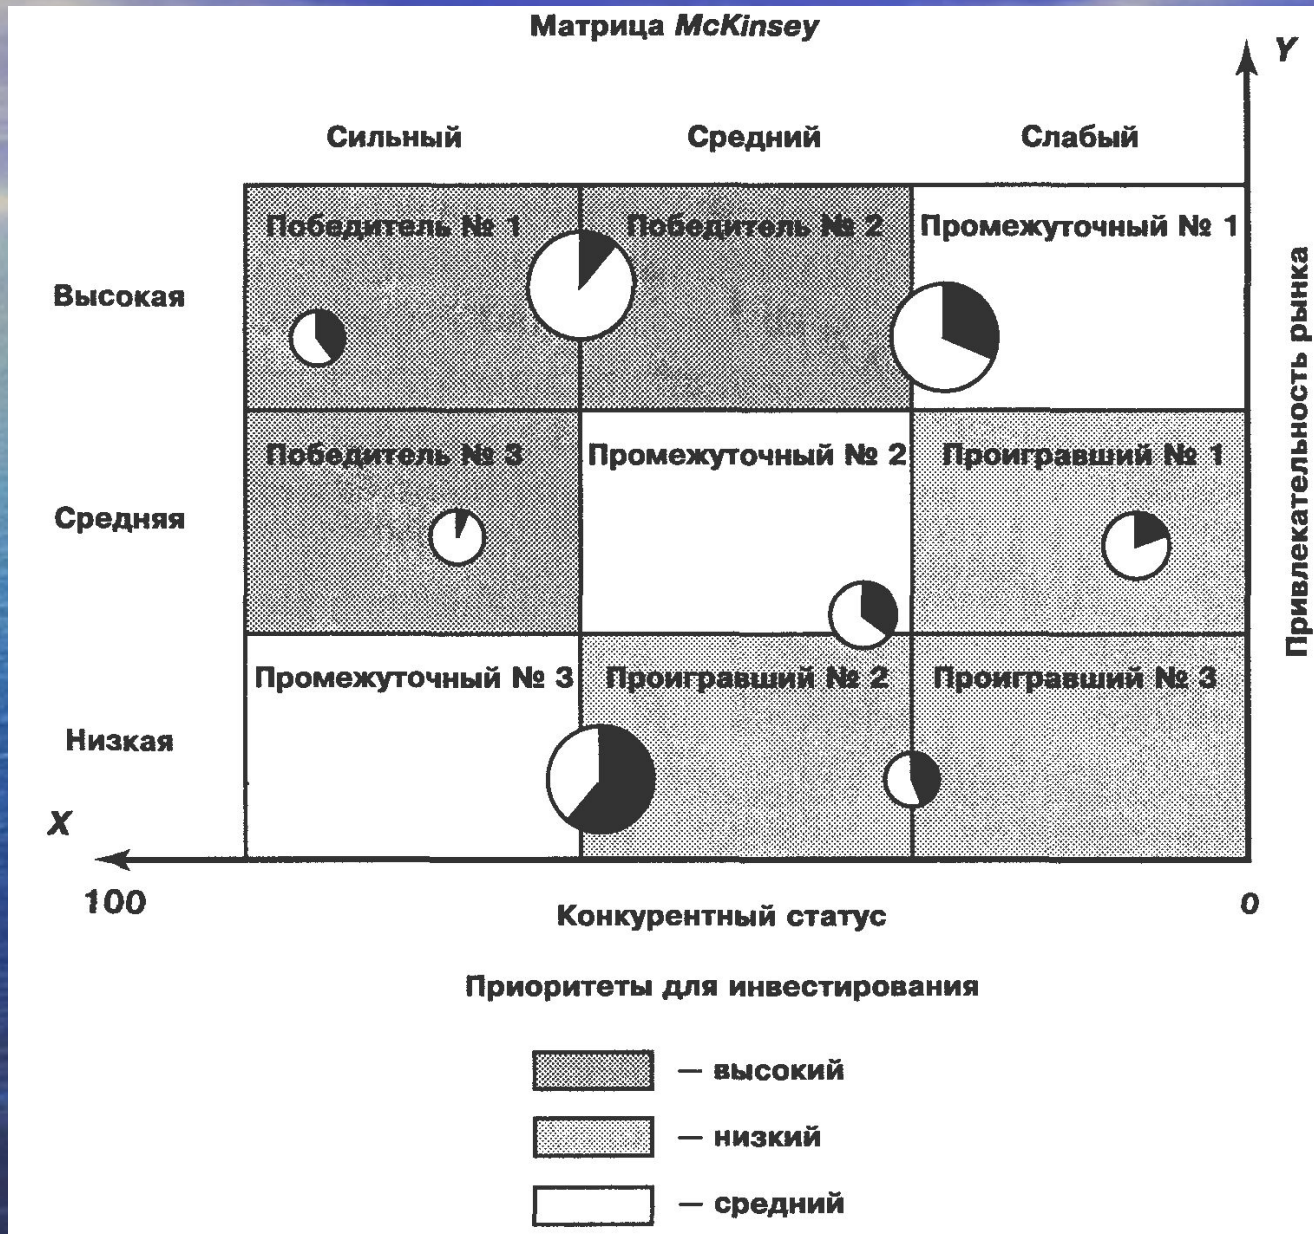 Матрица McKinsey
Y
Сильный Средний Слабый
Победитель № 1 Победитель № 2 Промежуточный № 1
Высокая
Победитель № 3 Промежуточный № 2 Проигравший № 1
Средняя
Промежуточный № 3 Проигравший № 2 Проигравший № 3
Низкая
Привлекательность рынка
X
100
0
Конкурентный статус
Приоритеты для инвестирования
— высокий
— низкий
— средний